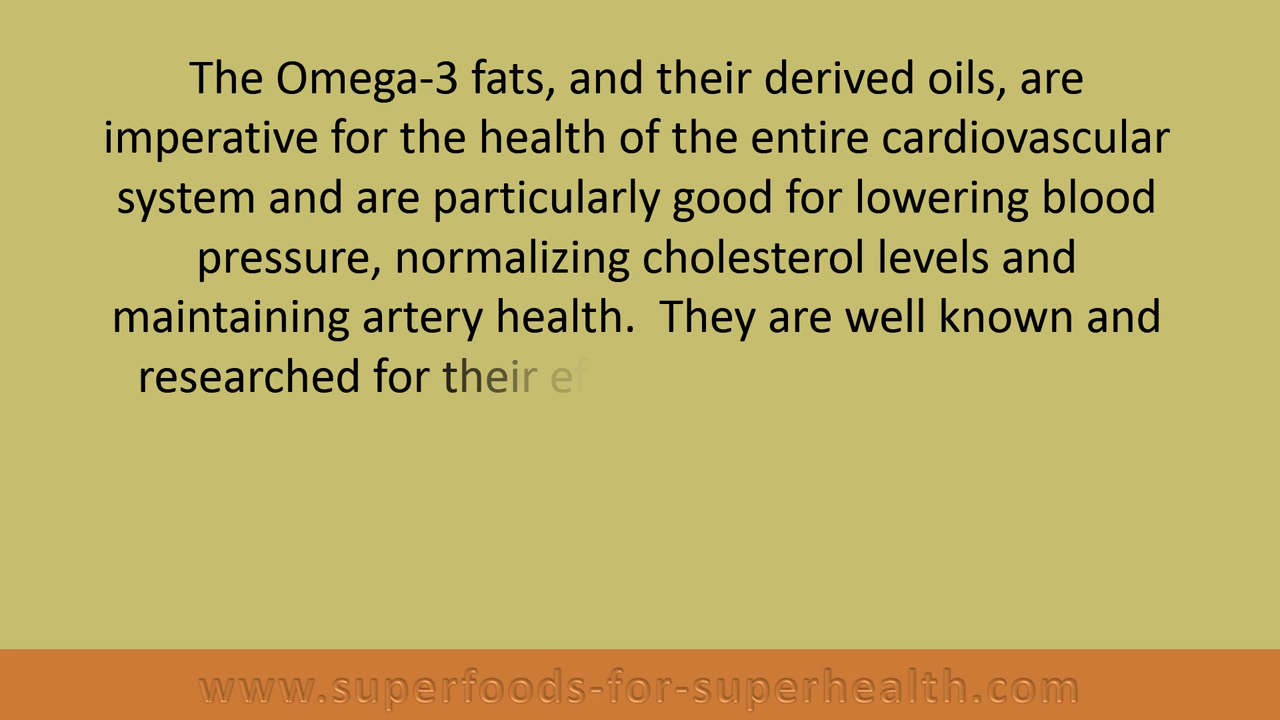 The Omega-3 fats, and their derived oils, are
imperative for the health of the entire cardiovascular
system and are particularly good for lowering blood
pressure, normalizing cholesterol levels and
maintaining artery health.  They are well known and
researched for their
www.superfoods-for-superhealth.com